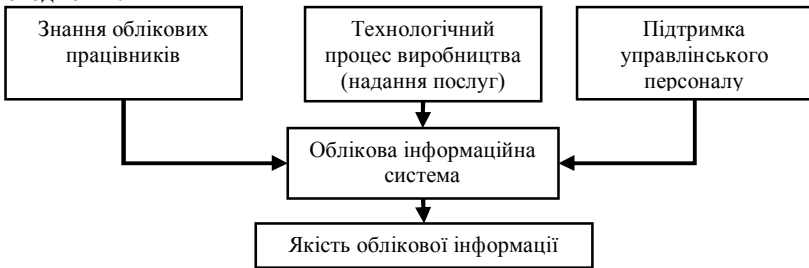 Знання облікових
працівників
Технологічний
процес виробництва
(надання послуг)
Підтримка
управлінського
персоналу
Облікова інформаційна
система
Якість облікової інформації